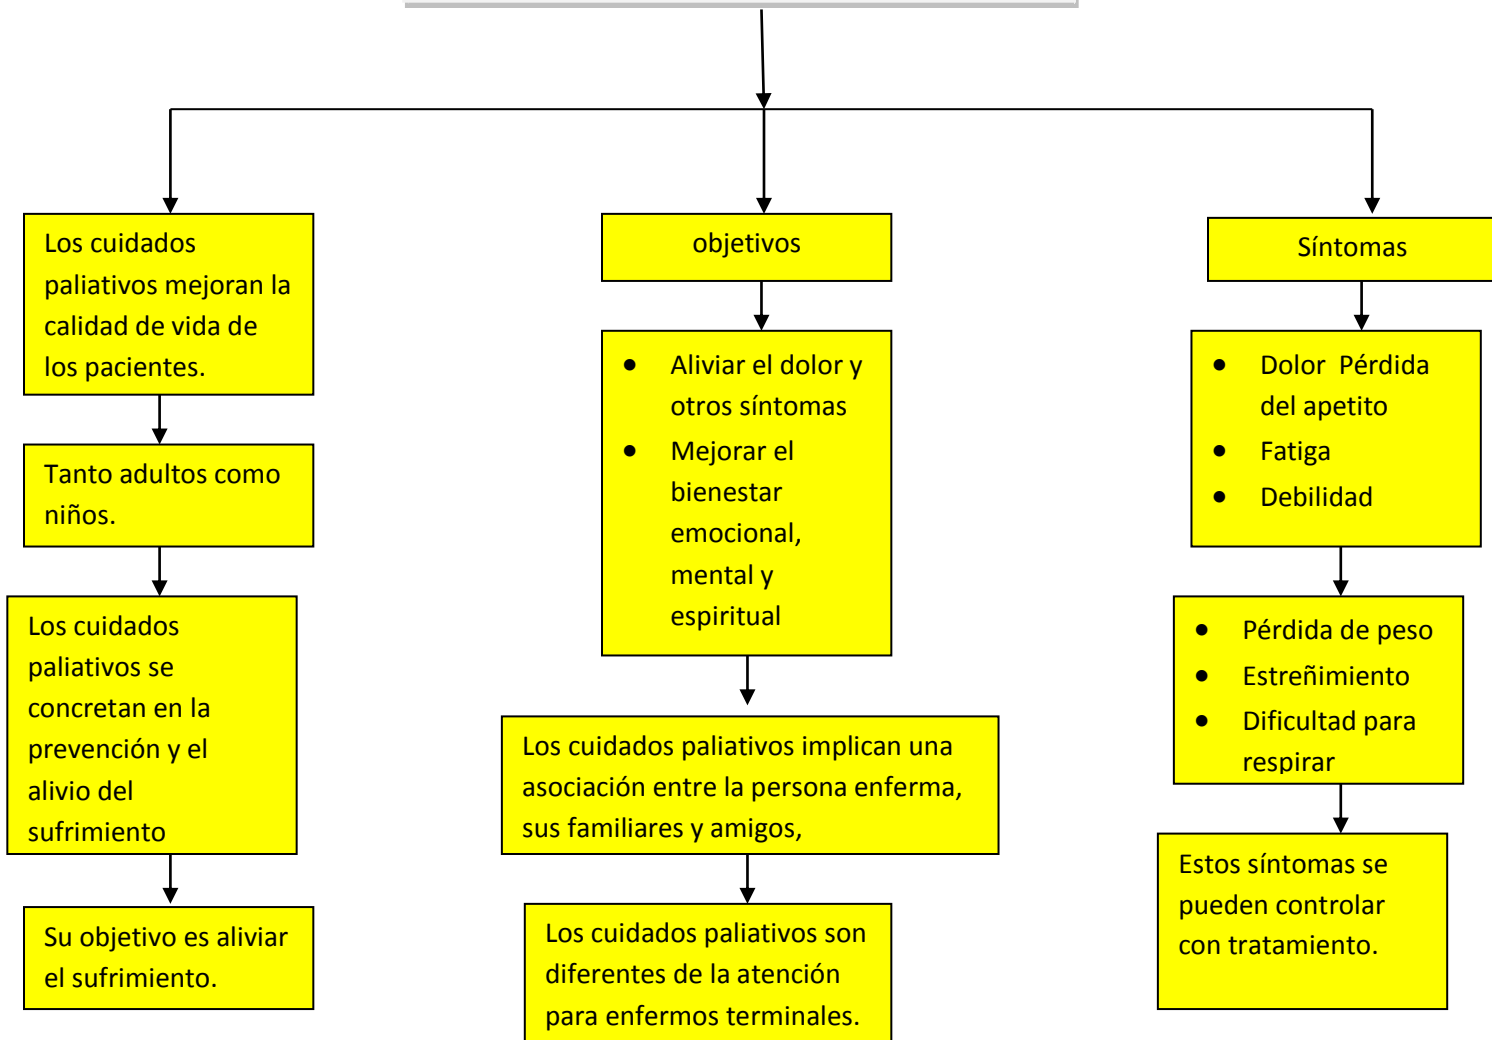 Los cuidados
paliativos mejoran la
calidad de vida de
los pacientes.
Tanto adultos como
niños.
Los cuidados
paliativos se
concretan en la
prevención y el
alivio del
sufrimiento
Su objetivo es aliviar
el sufrimiento.
objetivos
• Aliviar el dolor y
otros síntomas
• Mejorar el
bienestar
emocional,
mental y
espiritual
Los cuidados paliativos implican una
asociación entre la persona enferma,
sus familiares y amigos,
Los cuidados paliativos son
diferentes de la atención
para enfermos terminales.
Síntomas
• Dolor  Pérdida
del apetito
• Fatiga
• Debilidad
• Pérdida de peso
• Estreñimiento
• Dificultad para
respirar
Estos síntomas se
pueden controlar
con tratamiento.